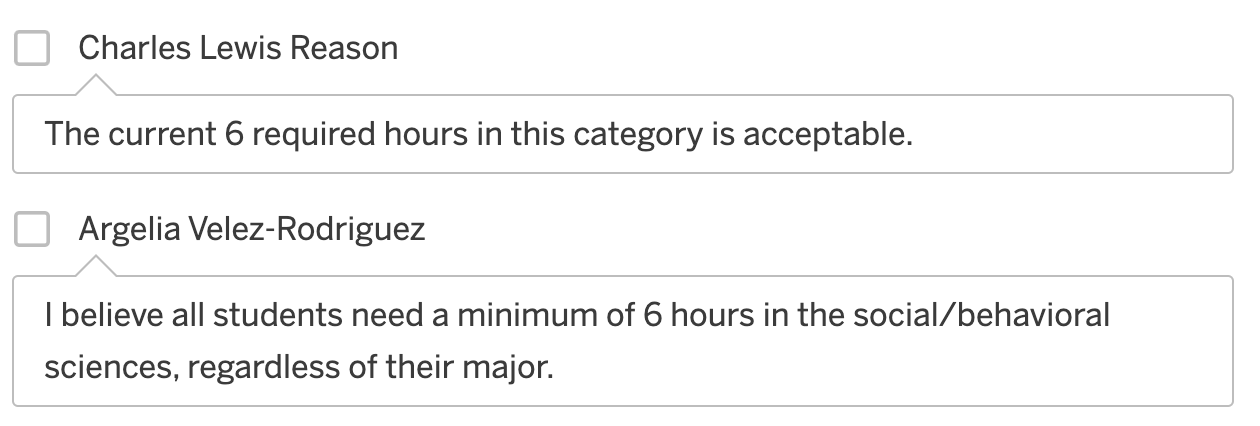 Charles Lewis Reason
The current 6 required hours in this category is acceptable.
Argelia Velez-Rodriguez
I believe all students need a minimum of 6 hours in the social/behavioral
sciences, regardless of their major.